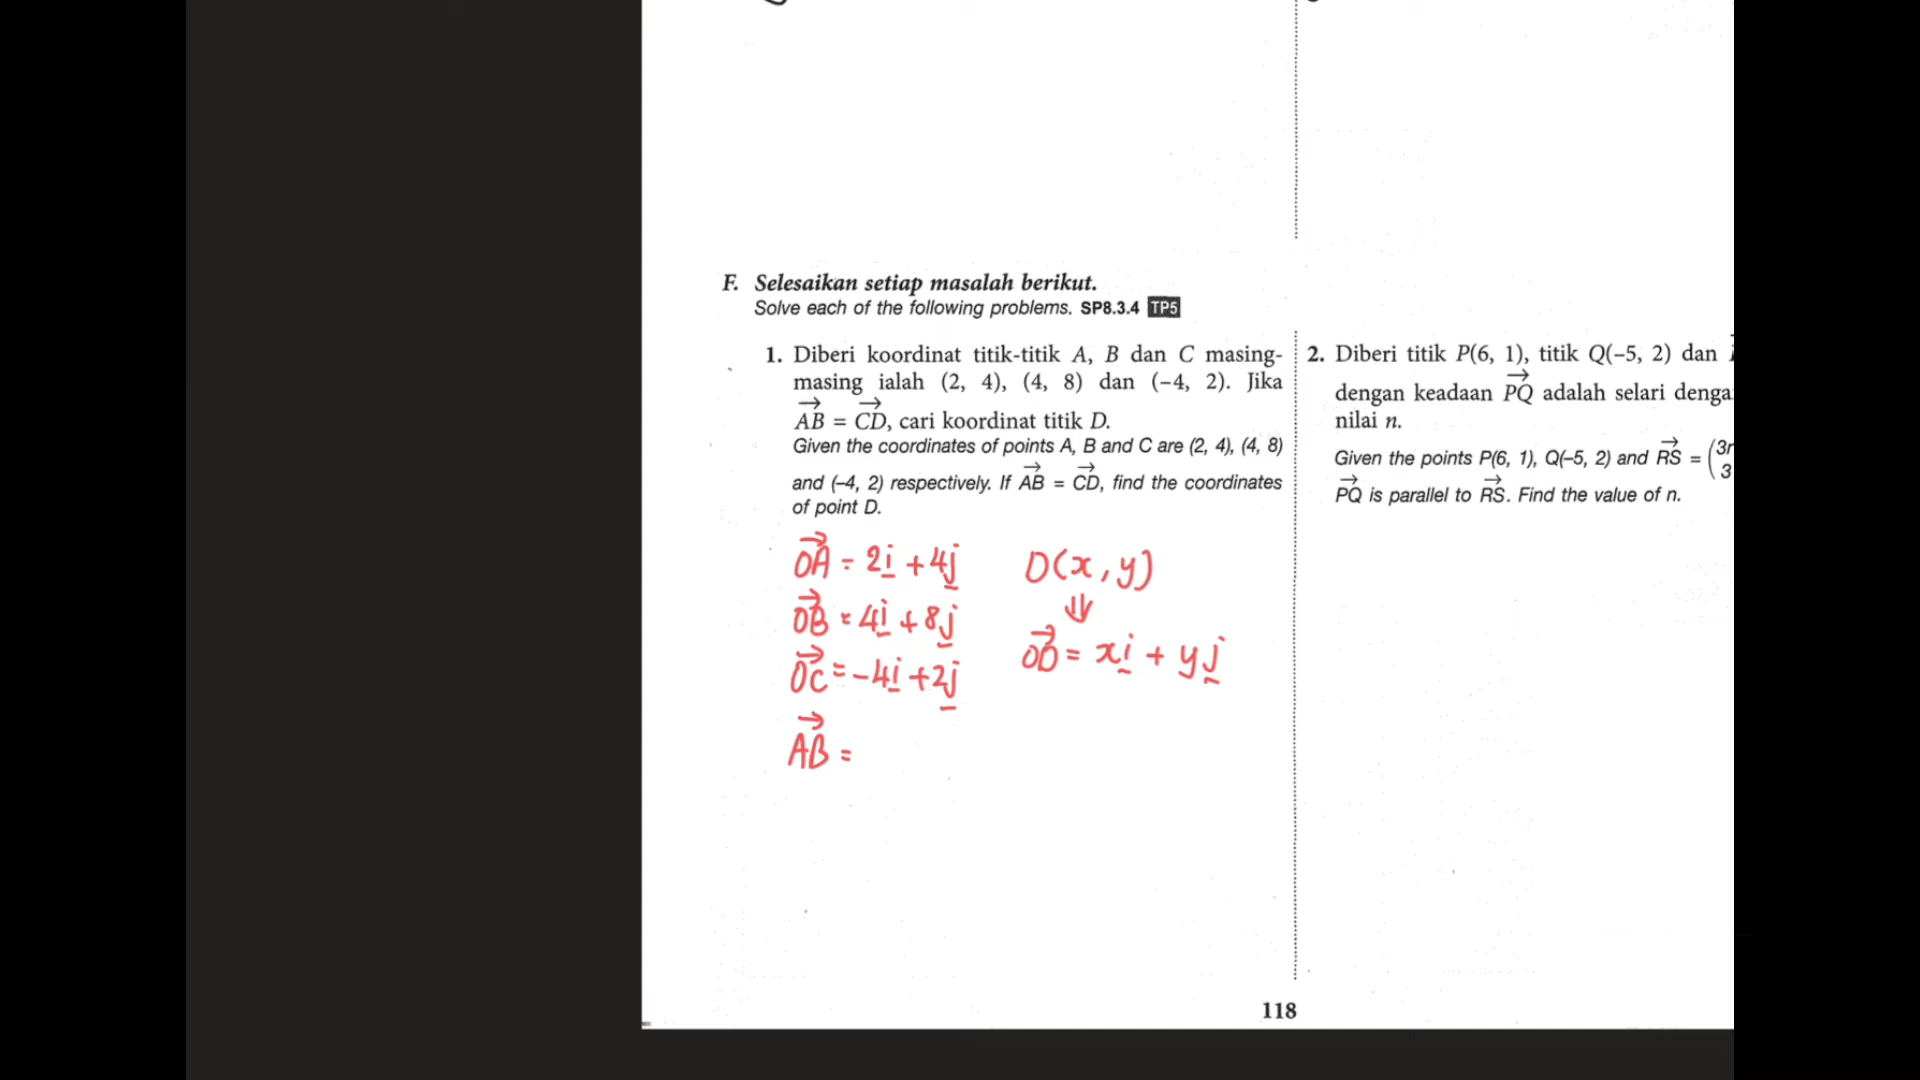 F. Selesaikan setiap masalah berikut.
Solve each of the following problems. SP8.3.4 TP5
1. Diberi koordinat titik-titik A, B dan C masing-
masing ialah (2, 4), (4, 8) dan (−4, 2). Jika
→AB = →CD, cari koordinat titik D.
Given the coordinates of points A, B and C are (2, 4), (4, 8)
and (–4, 2) respectively. If →AB = →CD, find the coordinates
of point D.
→OA = 2i + 4j
→OB = 4i + 8j
→OC = −4i + 2j
→AB =
D(x, y)
⇓
→OD = xi + yj
2. Diberi titik P(6, 1), titik Q(−5, 2) dan
dengan keadaan →PQ adalah selari denga
nilai n.
Given the points P(6, 1), Q(–5, 2) and →RS = (3n
3
→PQ is parallel to →RS. Find the value of n.
118